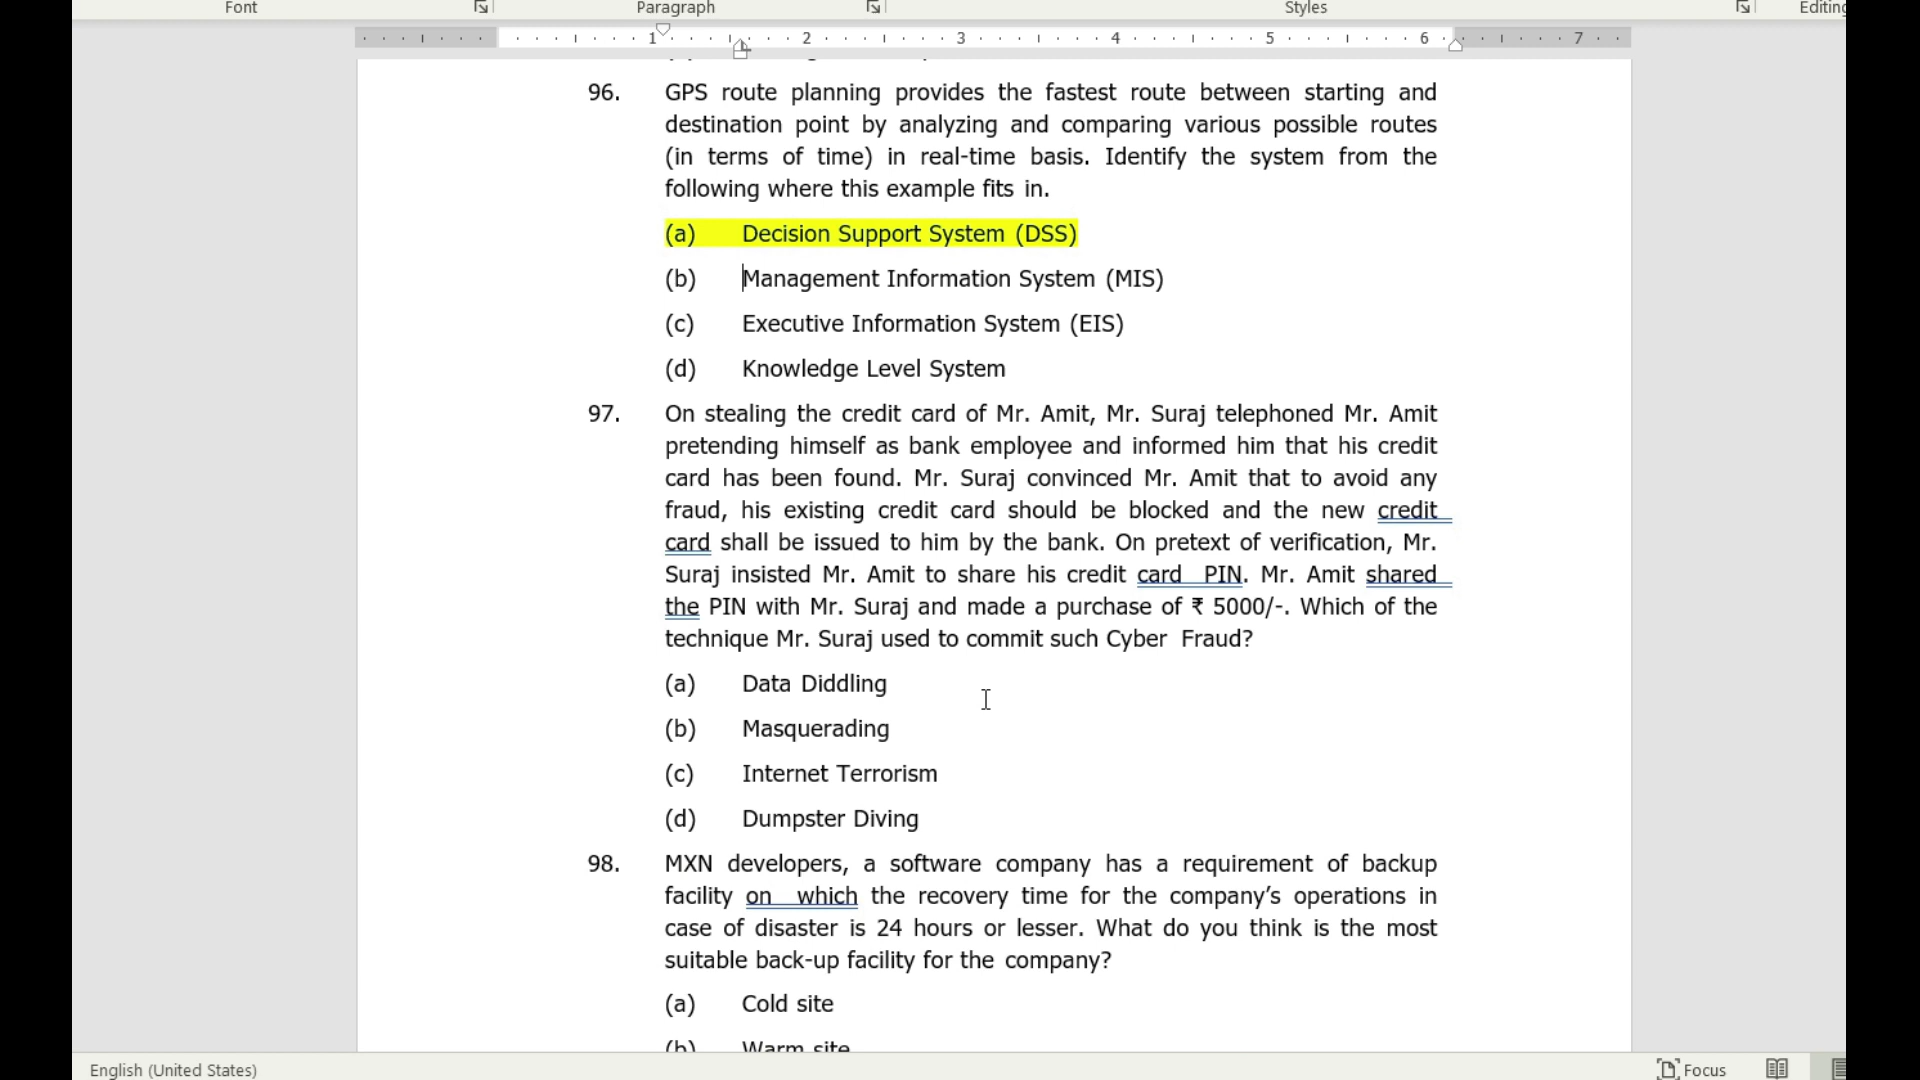 Font Paragraph Styles Editing
1 2 3 4 5 6 7
96. GPS route planning provides the fastest route between starting and
destination point by analyzing and comparing various possible routes
(in terms of time) in real-time basis. Identify the system from the
following where this example fits in.
(a) Decision Support System (DSS)
(b) Management Information System (MIS)
(c) Executive Information System (EIS)
(d) Knowledge Level System
97. On stealing the credit card of Mr. Amit, Mr. Suraj telephoned Mr. Amit
pretending himself as bank employee and informed him that his credit
card has been found. Mr. Suraj convinced Mr. Amit that to avoid any
fraud, his existing credit card should be blocked and the new credit
card shall be issued to him by the bank. On pretext of verification, Mr.
Suraj insisted Mr. Amit to share his credit card PIN. Mr. Amit shared
the PIN with Mr. Suraj and made a purchase of ₹ 5000/-. Which of the
technique Mr. Suraj used to commit such Cyber Fraud?
(a) Data Diddling
(b) Masquerading
(c) Internet Terrorism
(d) Dumpster Diving
98. MXN developers, a software company has a requirement of backup
facility on which the recovery time for the company’s operations in
case of disaster is 24 hours or lesser. What do you think is the most
suitable back-up facility for the company?
(a) Cold site
(b) Warm site
English (United States) Focus